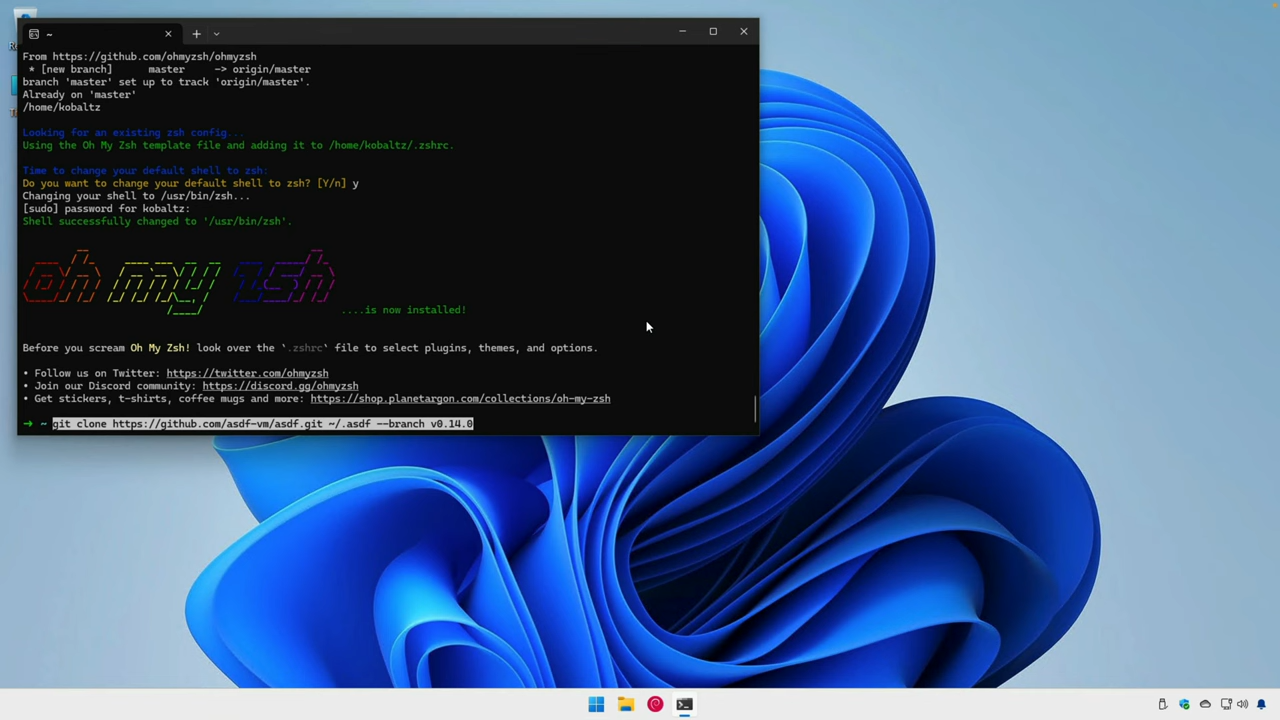 ~
From https://github.com/ohmyzsh/ohmyzsh
* [new branch] master -> origin/master
branch 'master' set up to track 'origin/master'.
Already on 'master'
/home/kobaltz
Looking for an existing zsh config...
Using the Oh My Zsh template file and adding it to /home/kobaltz/.zshrc.
Time to change your default shell to zsh:
Do you want to change your default shell to zsh? [Y/n] y
Changing your shell to /usr/bin/zsh...
[sudo] password for kobaltz:
Shell successfully changed to '/usr/bin/zsh'.
oh my zsh
....is now installed!
Before you scream Oh My Zsh! look over the `.zshrc` file to select plugins, themes, and options.
• Follow us on Twitter: https://twitter.com/ohmyzsh
• Join our Discord community: https://discord.gg/ohmyzsh
• Get stickers, t-shirts, coffee mugs and more: https://shop.planetargon.com/collections/oh-my-zsh
➜ ~ git clone https://github.com/asdf-vm/asdf.git ~/.asdf --branch v0.14.0